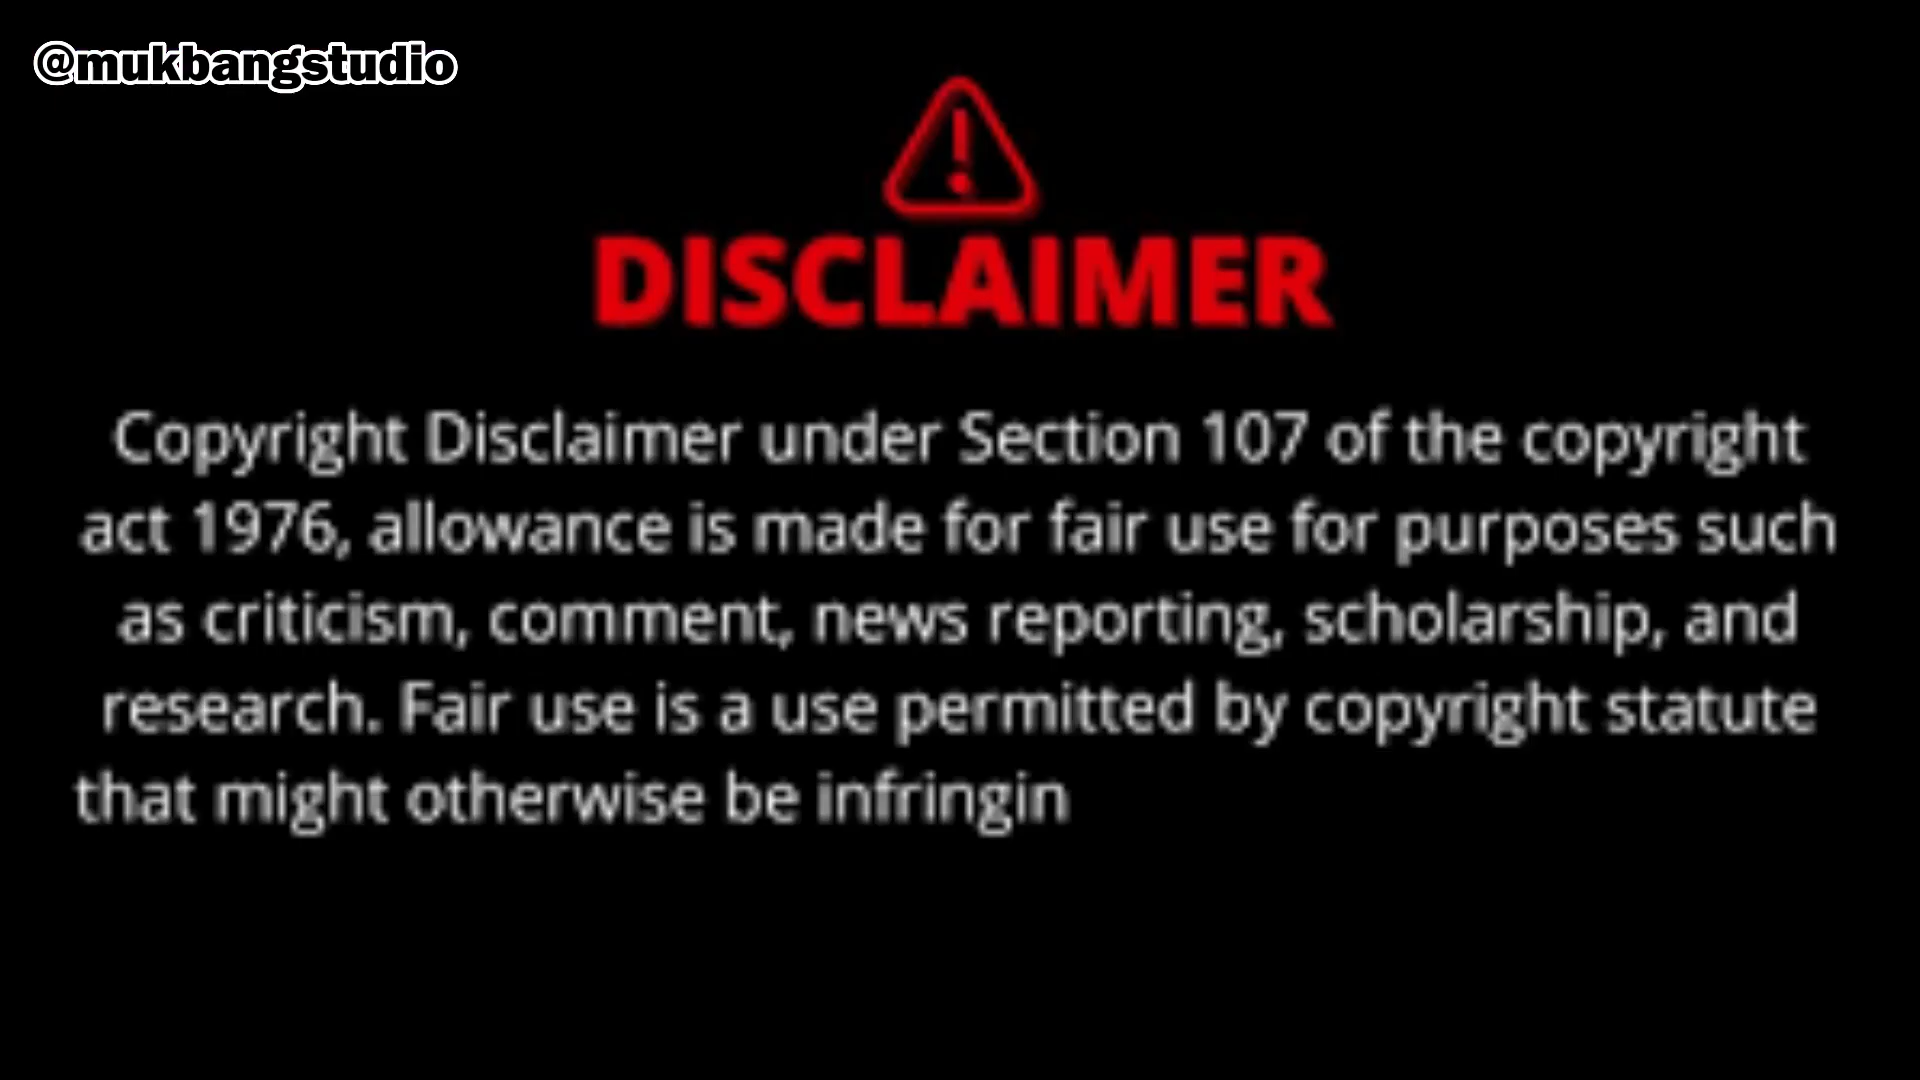 @mukbangstudio
DISCLAIMER
Copyright Disclaimer under Section 107 of the copyright
act 1976, allowance is made for fair use for purposes such
as criticism, comment, news reporting, scholarship, and
research. Fair use is a use permitted by copyright statute
that might otherwise be infringin